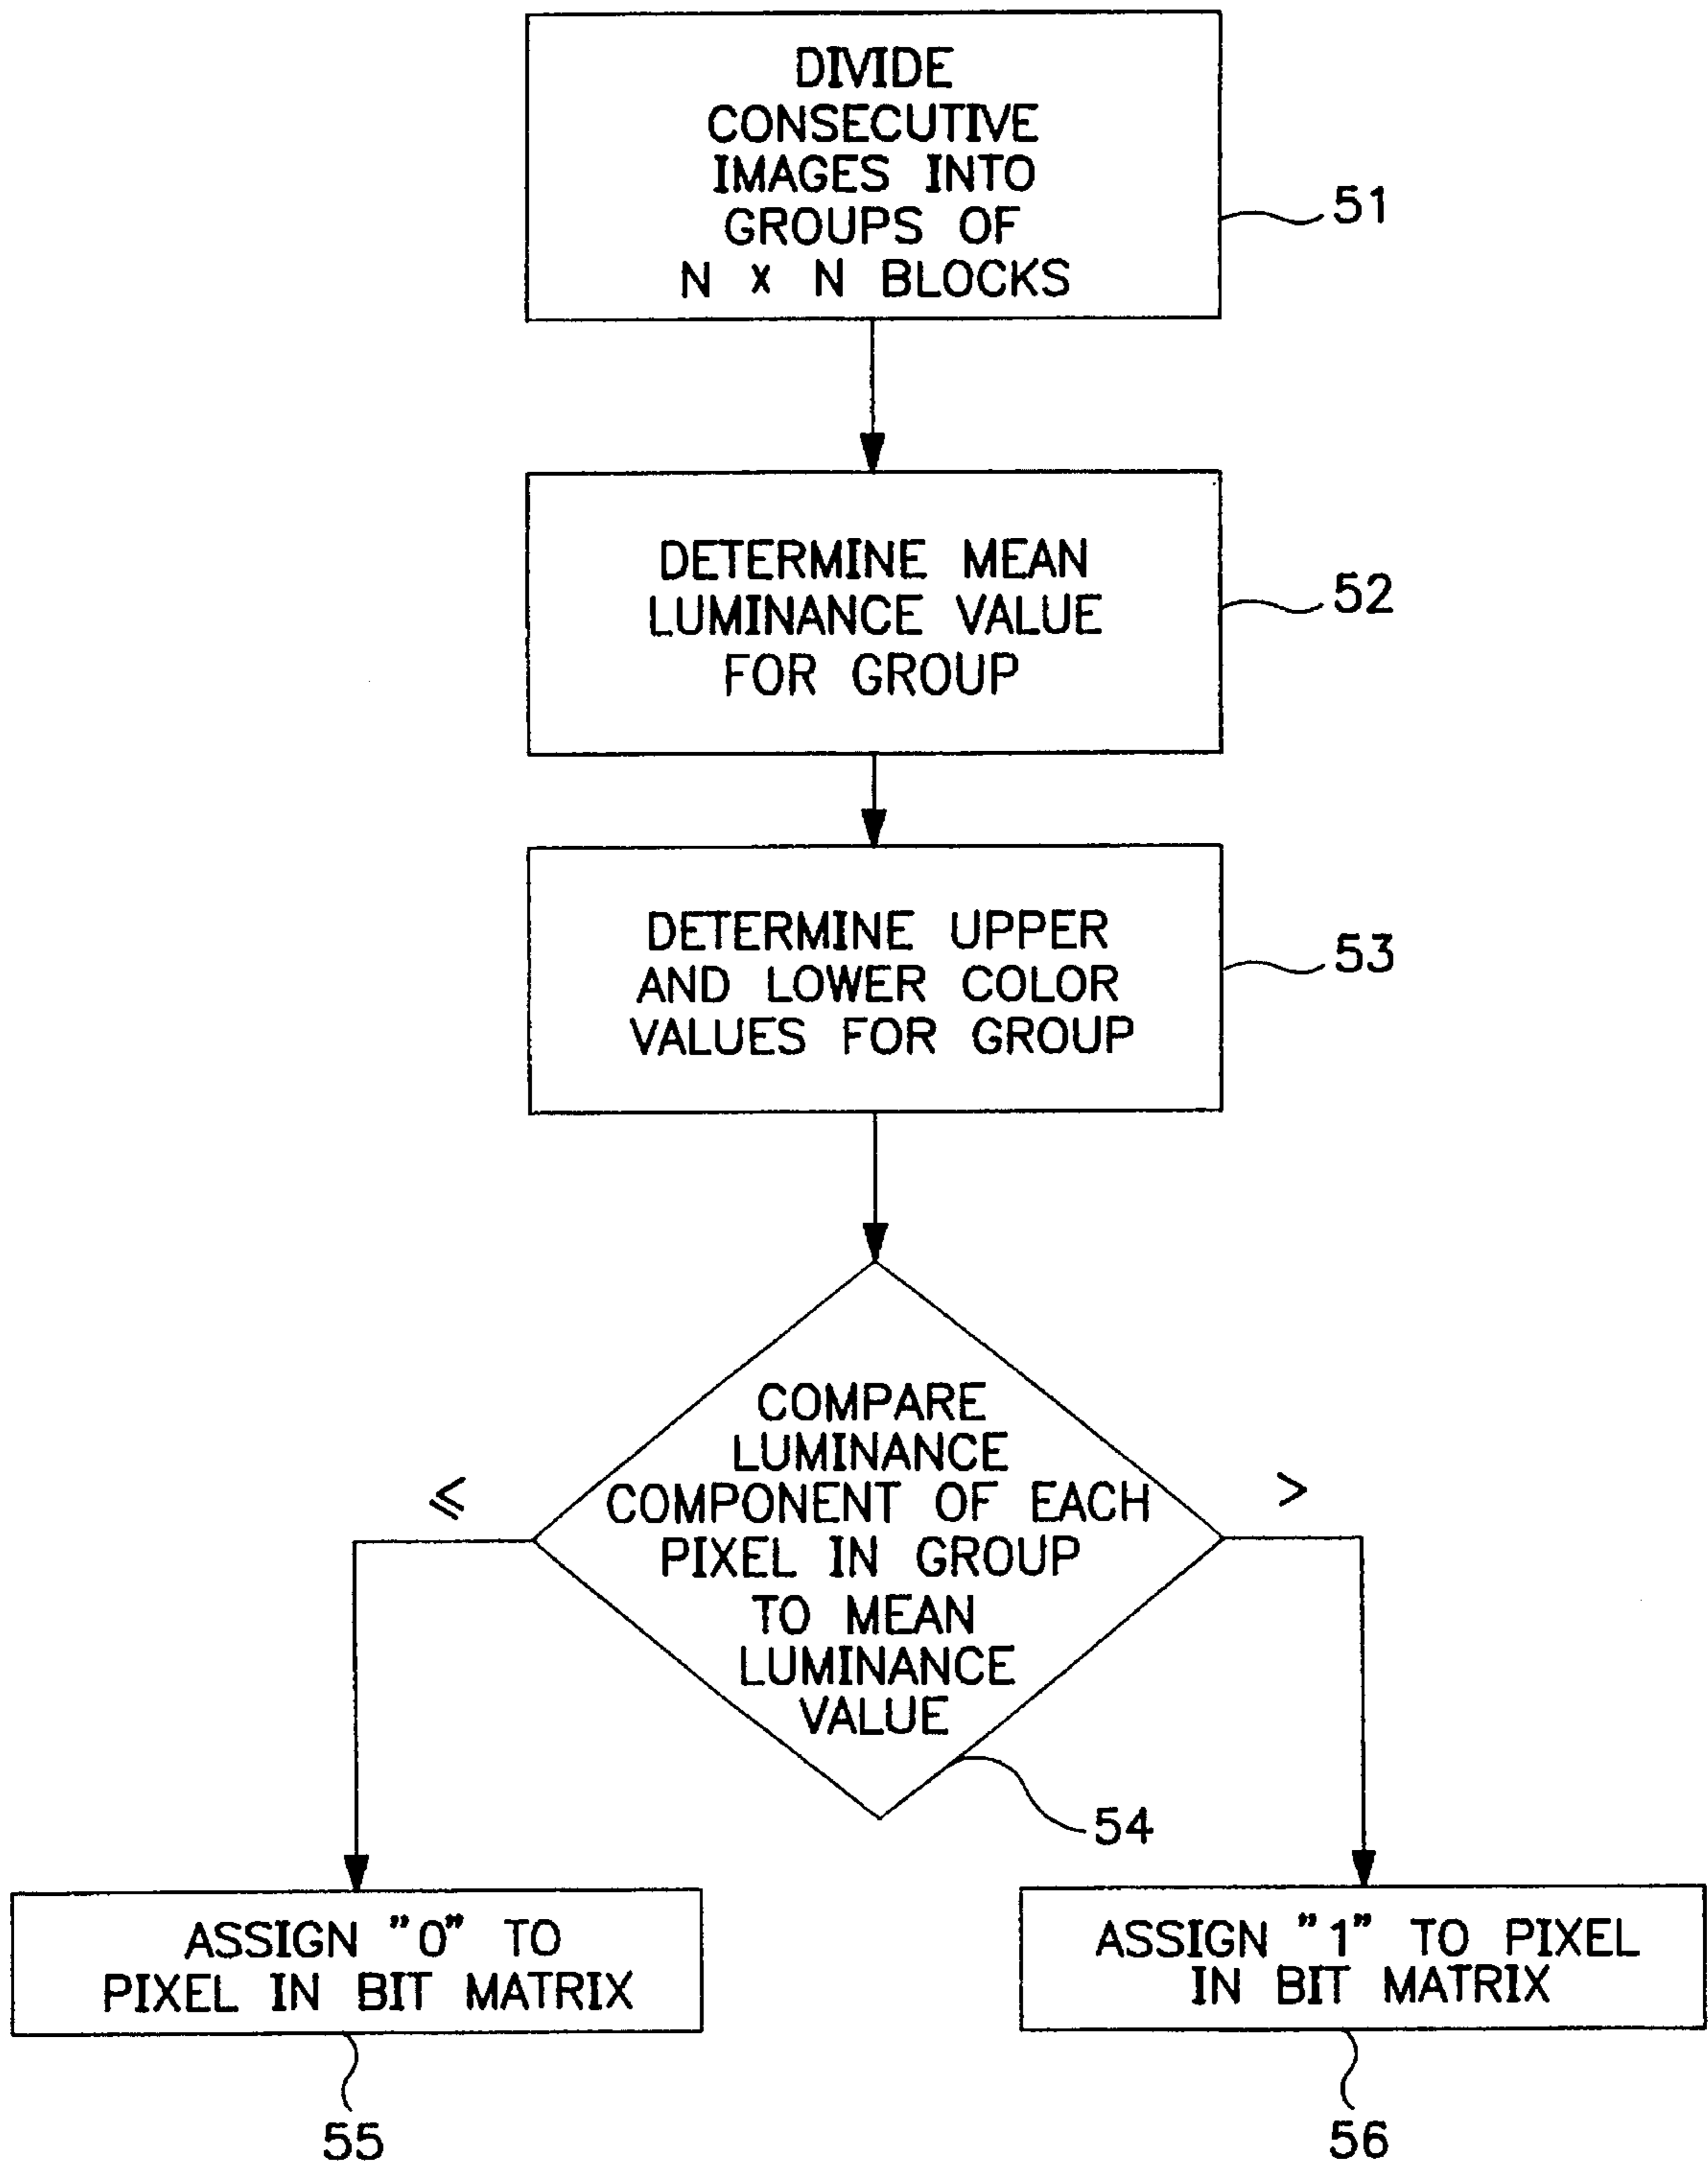 DIVIDE
CONSECUTIVE
IMAGES INTO
GROUPS OF
N x N BLOCKS
51
DETERMINE MEAN
LUMINANCE VALUE
FOR GROUP
52
DETERMINE UPPER
AND LOWER COLOR
VALUES FOR GROUP
53
COMPARE
LUMINANCE
COMPONENT OF EACH
PIXEL IN GROUP
TO MEAN
LUMINANCE
VALUE
≤
>
54
ASSIGN "0" TO
PIXEL IN BIT MATRIX
55
ASSIGN "1" TO PIXEL
IN BIT MATRIX
56